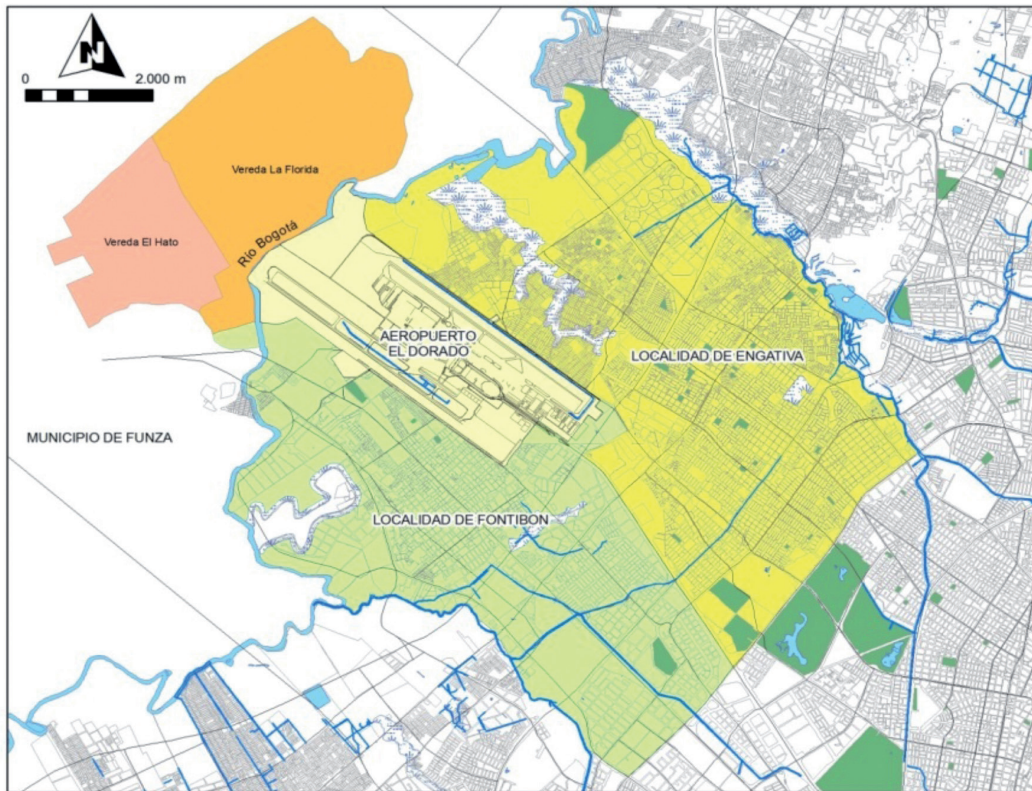 N
0 2.000 m
Vereda La Florida
Vereda El Hato
Río Bogotá
AEROPUERTO
EL DORADO
LOCALIDAD DE ENGATIVA
MUNICIPIO DE FUNZA
LOCALIDAD DE FONTIBON